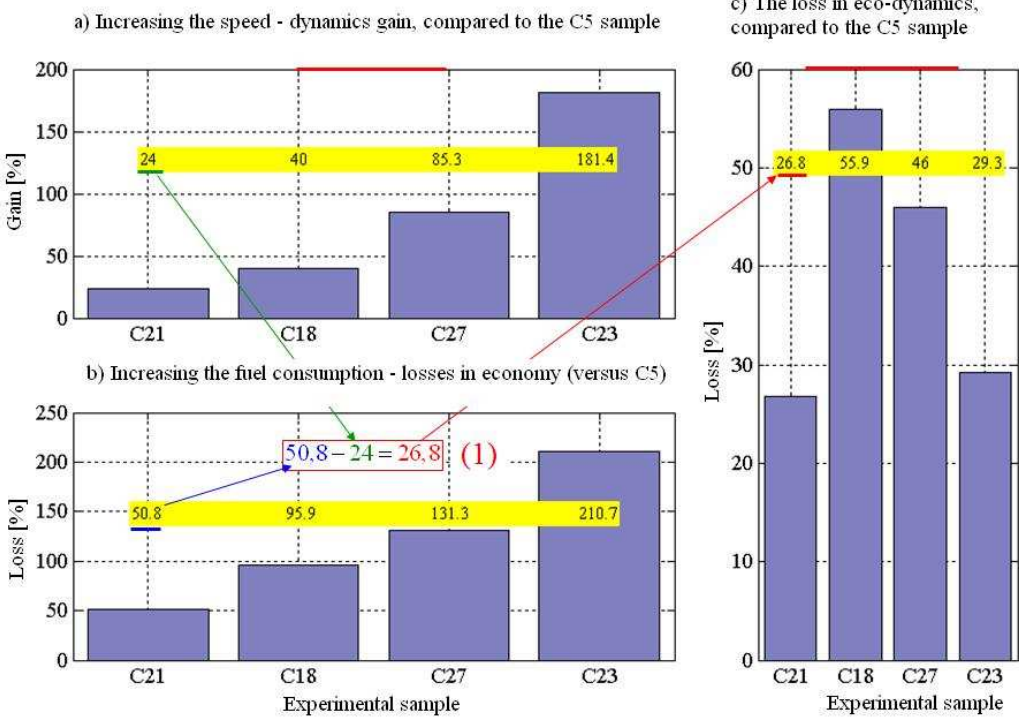 a) Increasing the speed - dynamics gain, compared to the C5 sample
Gain [%]
200
150
100
50
0
24 40 85.3 181.4
C21 C18 C27 C23
b) Increasing the fuel consumption - losses in economy (versus C5)
Loss [%]
250
200
150
100
50
0
50,8 − 24 = 26,8 (1)
50.8 95.9 131.3 210.7
C21 C18 C27 C23
Experimental sample
c) The loss in eco-dynamics,
compared to the C5 sample
Loss [%]
60
50
40
30
20
10
0
26.8 55.9 46 29.3
C21 C18 C27 C23
Experimental sample